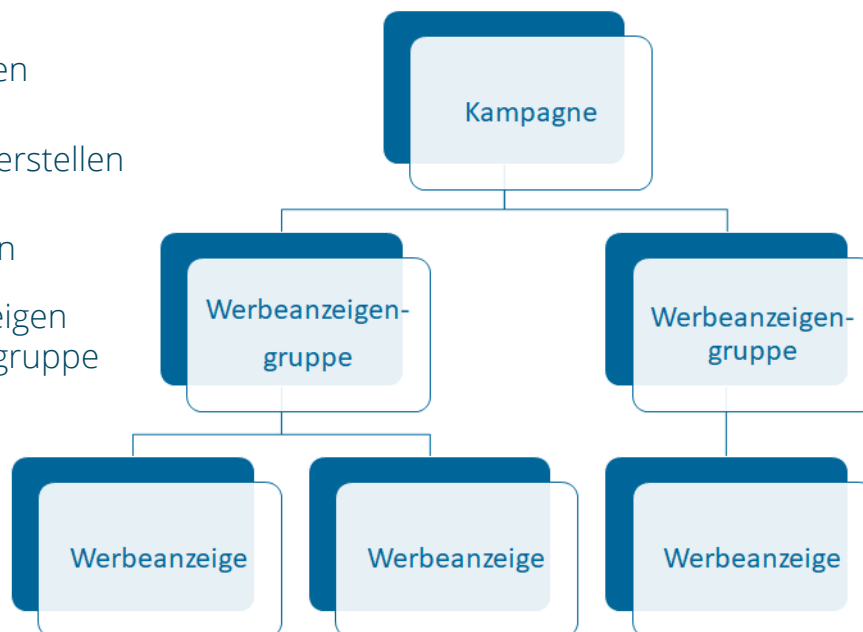 en
erstellen
n
eigen
gruppe
Kampagne
Werbeanzeigen-
gruppe
Werbeanzeigen-
gruppe
Werbeanzeige
Werbeanzeige
Werbeanzeige